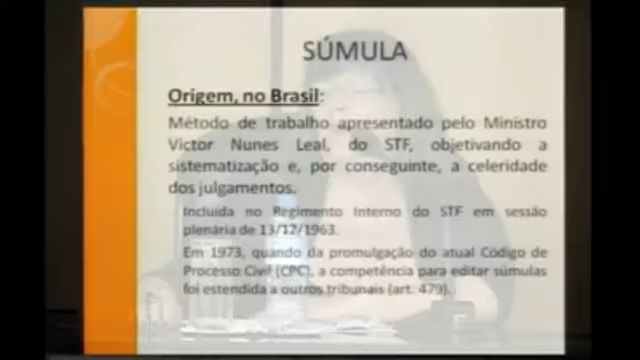 SÚMULA
Origem, no Brasil:
Método de trabalho apresentado pelo Ministro
Victor Nunes Leal, do STF, objetivando a
sistematização e, por conseguinte, a celeridade
dos julgamentos.
Incluída no Regimento Interno do STF em sessão
plenária de 13/12/1963.
Em 1973, quando da promulgação do atual Código de
Processo Civil (CPC), a competência para editar súmulas
foi estendida a outros tribunais (art. 479).